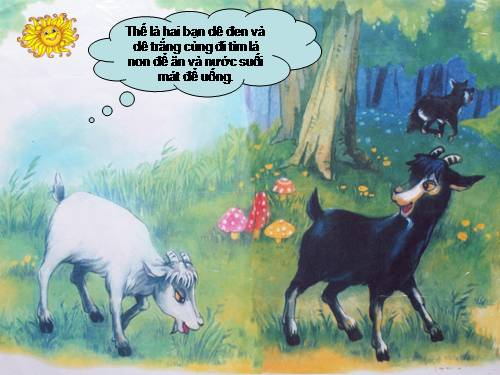 Thế là hai bạn dê đen và
dê trắng cùng đi tìm lá
non để ăn và nước suối
mát để uống.